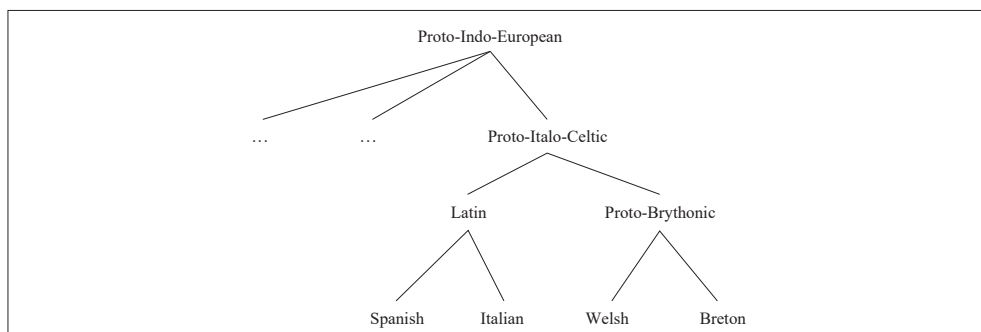 Proto-Indo-European
… … Proto-Italo-Celtic
Latin Proto-Brythonic
Spanish Italian Welsh Breton